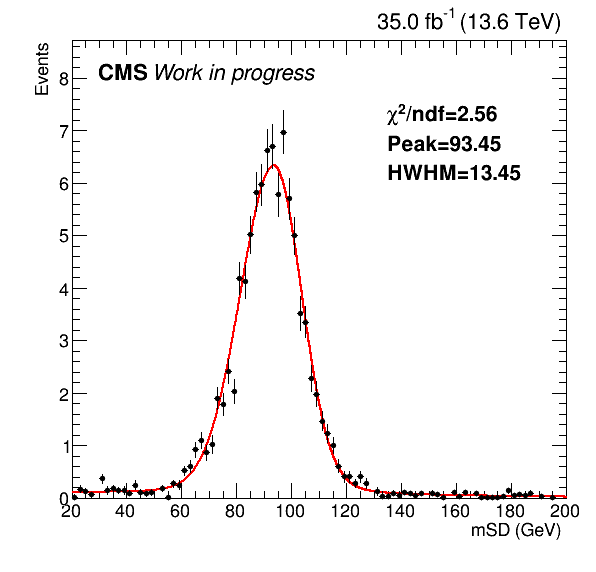 35.0 fb⁻¹ (13.6 TeV)
Events
CMS Work in progress
χ²/ndf=2.56
Peak=93.45
HWHM=13.45
8
7
6
5
4
3
2
1
0
20 40 60 80 100 120 140 160 180 200
mSD (GeV)